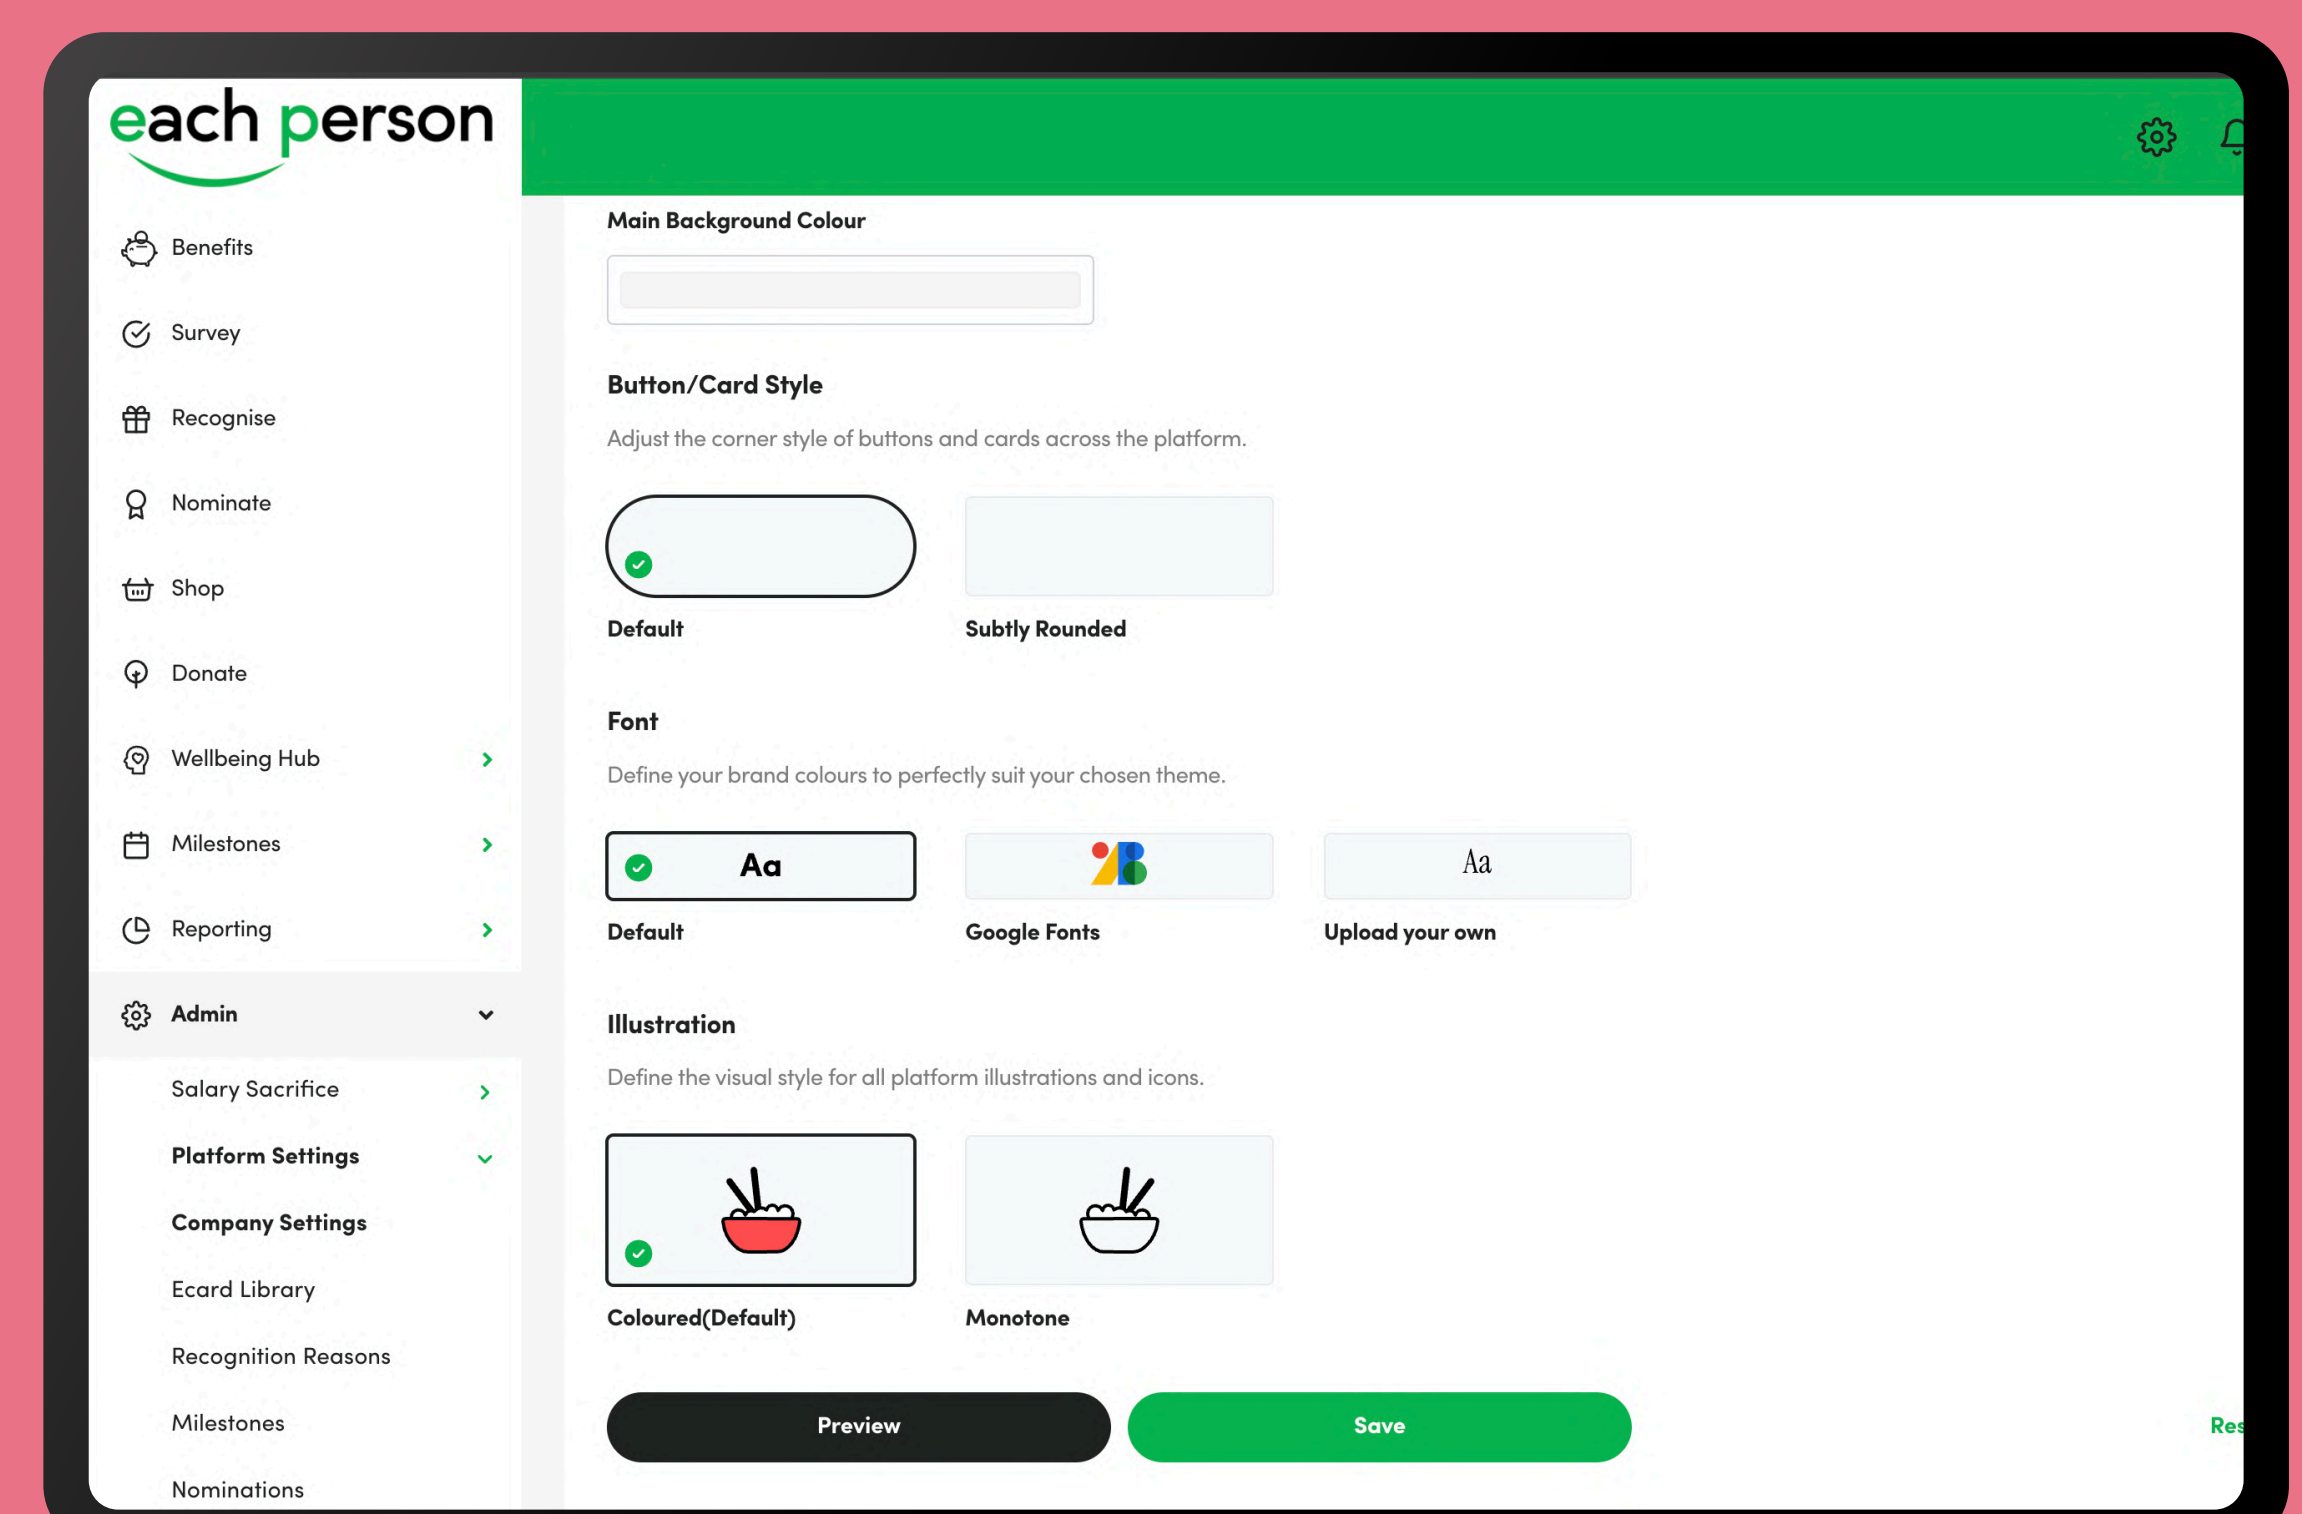 each person
Benefits
Survey
Recognise
Nominate
Shop
Donate
Wellbeing Hub
Milestones
Reporting
Admin
Salary Sacrifice
Platform Settings
Company Settings
Ecard Library
Recognition Reasons
Milestones
Nominations
Main Background Colour
Button/Card Style
Adjust the corner style of buttons and cards across the platform.
Default
Subtly Rounded
Font
Define your brand colours to perfectly suit your chosen theme.
Aa
Aa
Default
Google Fonts
Upload your own
Illustration
Define the visual style for all platform illustrations and icons.
Coloured(Default)
Monotone
Preview
Save
Res